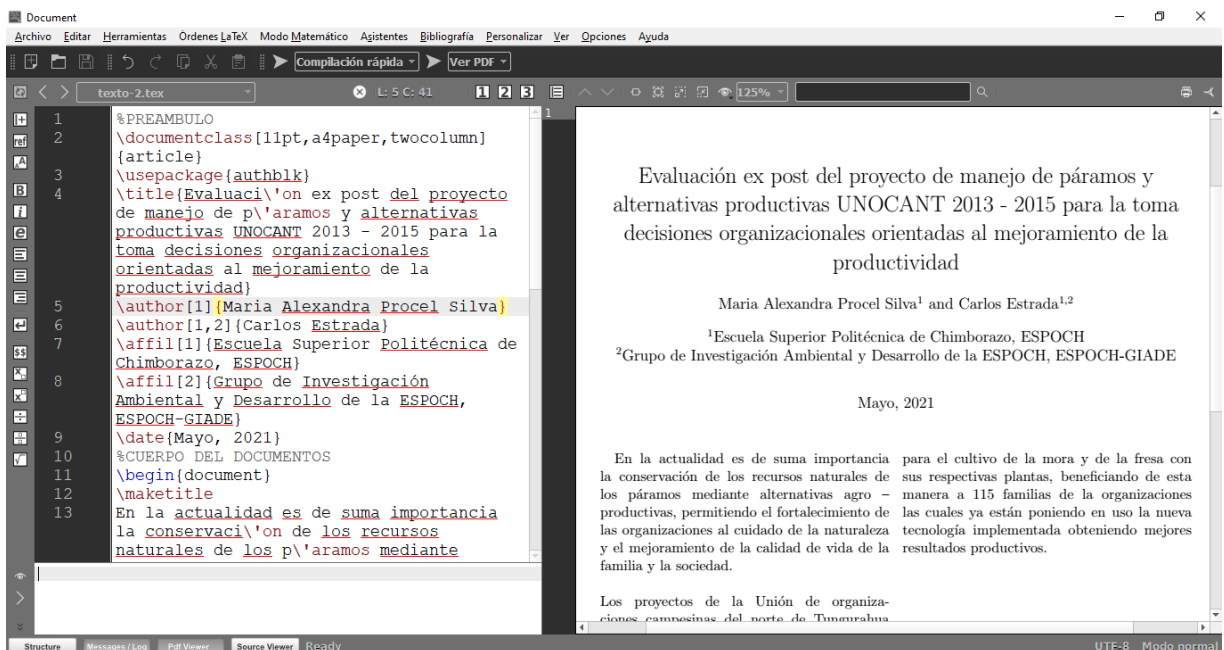 Document
Archivo Editar Herramientas Órdenes LaTeX Modo Matemático Asistentes Bibliografía Personalizar Ver Opciones Ayuda
Compilación rápida Ver PDF
texto-2.tex L: 5 C: 41 1 2 3 125%
1 %PREAMBULO
2 \documentclass[11pt,a4paper,twocolumn]
{article}
3 \usepackage{authblk}
4 \title{Evaluaci\'on ex post del proyecto
de manejo de p\'aramos y alternativas
productivas UNOCANT 2013 - 2015 para la
toma decisiones organizacionales
orientadas al mejoramiento de la
productividad}
5 \author[1]{Maria Alexandra Procel Silva}
6 \author[1,2]{Carlos Estrada}
7 \affil[1]{Escuela Superior Politécnica de
Chimborazo, ESPOCH}
8 \affil[2]{Grupo de Investigación
Ambiental y Desarrollo de la ESPOCH,
ESPOCH-GIADE}
9 \date{Mayo, 2021}
10 %CUERPO DEL DOCUMENTOS
11 \begin{document}
12 \maketitle
13 En la actualidad es de suma importancia
la conservaci\'on de los recursos
naturales de los p\'aramos mediante
1
Evaluación ex post del proyecto de manejo de páramos y
alternativas productivas UNOCANT 2013 - 2015 para la toma
decisiones organizacionales orientadas al mejoramiento de la
productividad
Maria Alexandra Procel Silva1 and Carlos Estrada1,2
1Escuela Superior Politécnica de Chimborazo, ESPOCH
2Grupo de Investigación Ambiental y Desarrollo de la ESPOCH, ESPOCH-GIADE
Mayo, 2021
En la actualidad es de suma importancia
la conservación de los recursos naturales de
los páramos mediante alternativas agro –
productivas, permitiendo el fortalecimiento de
las organizaciones al cuidado de la naturaleza
y el mejoramiento de la calidad de vida de la
familia y la sociedad.
Los proyectos de la Unión de organiza-
ciones campesinas del norte de Tungurahua
para el cultivo de la mora y de la fresa con
sus respectivas plantas, beneficiando de esta
manera a 115 familias de la organizaciones
las cuales ya están poniendo en uso la nueva
tecnología implementada obteniendo mejores
resultados productivos.
Structure Messages / Log Pdf Viewer Source Viewer Ready UTF-8 Modo normal